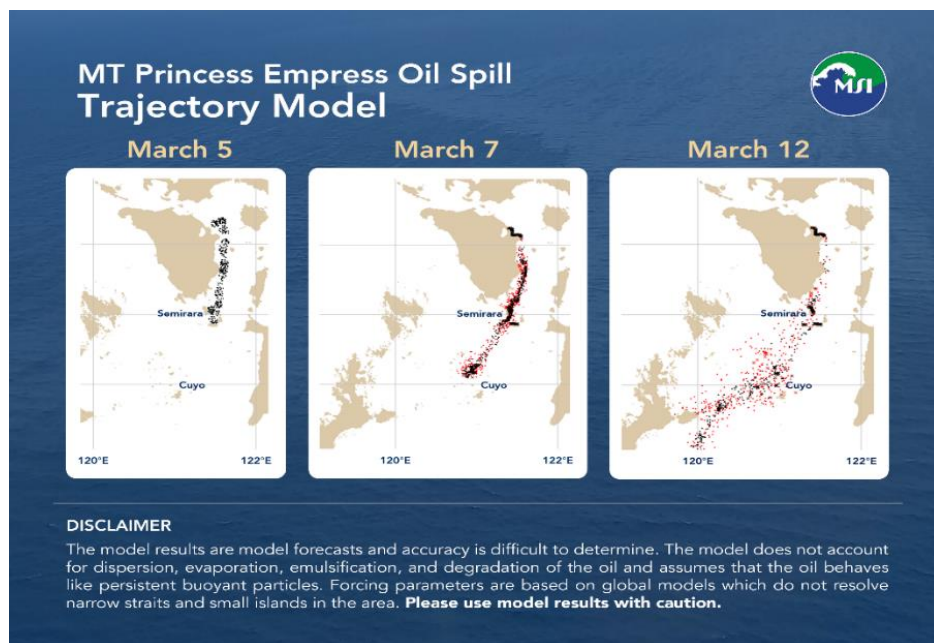 MT Princess Empress Oil Spill
Trajectory Model
MSI
March 5
March 7
March 12
Semirara
Cuyo
120°E
122°E
Semirara
Cuyo
120°E
122°E
Semirara
Cuyo
120°E
122°E
DISCLAIMER
The model results are model forecasts and accuracy is difficult to determine. The model does not account
for dispersion, evaporation, emulsification, and degradation of the oil and assumes that the oil behaves
like persistent buoyant particles. Forcing parameters are based on global models which do not resolve
narrow straits and small islands in the area. Please use model results with caution.